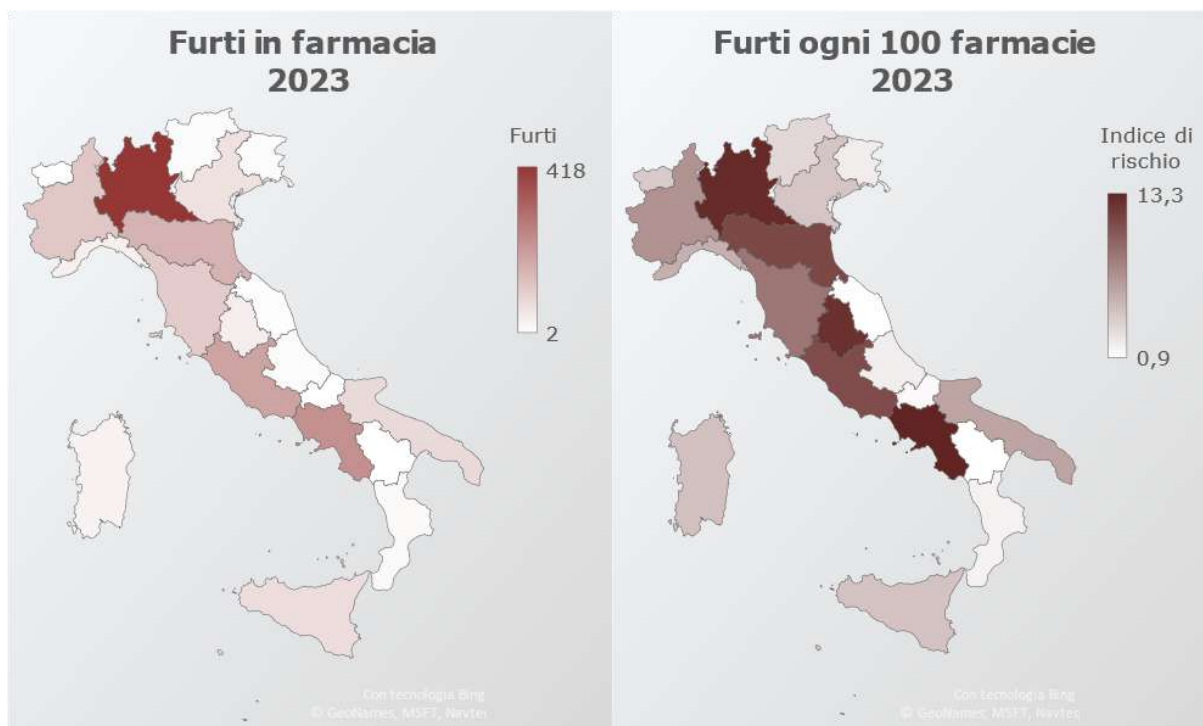 Furti in farmacia
2023
Furti
418
2
Con tecnologia Bing
© GeoNames, MSFT, Navteq
Furti ogni 100 farmacie
2023
Indice di
rischio
13,3
0,9
Con tecnologia Bing
© GeoNames, MSFT, Navteq